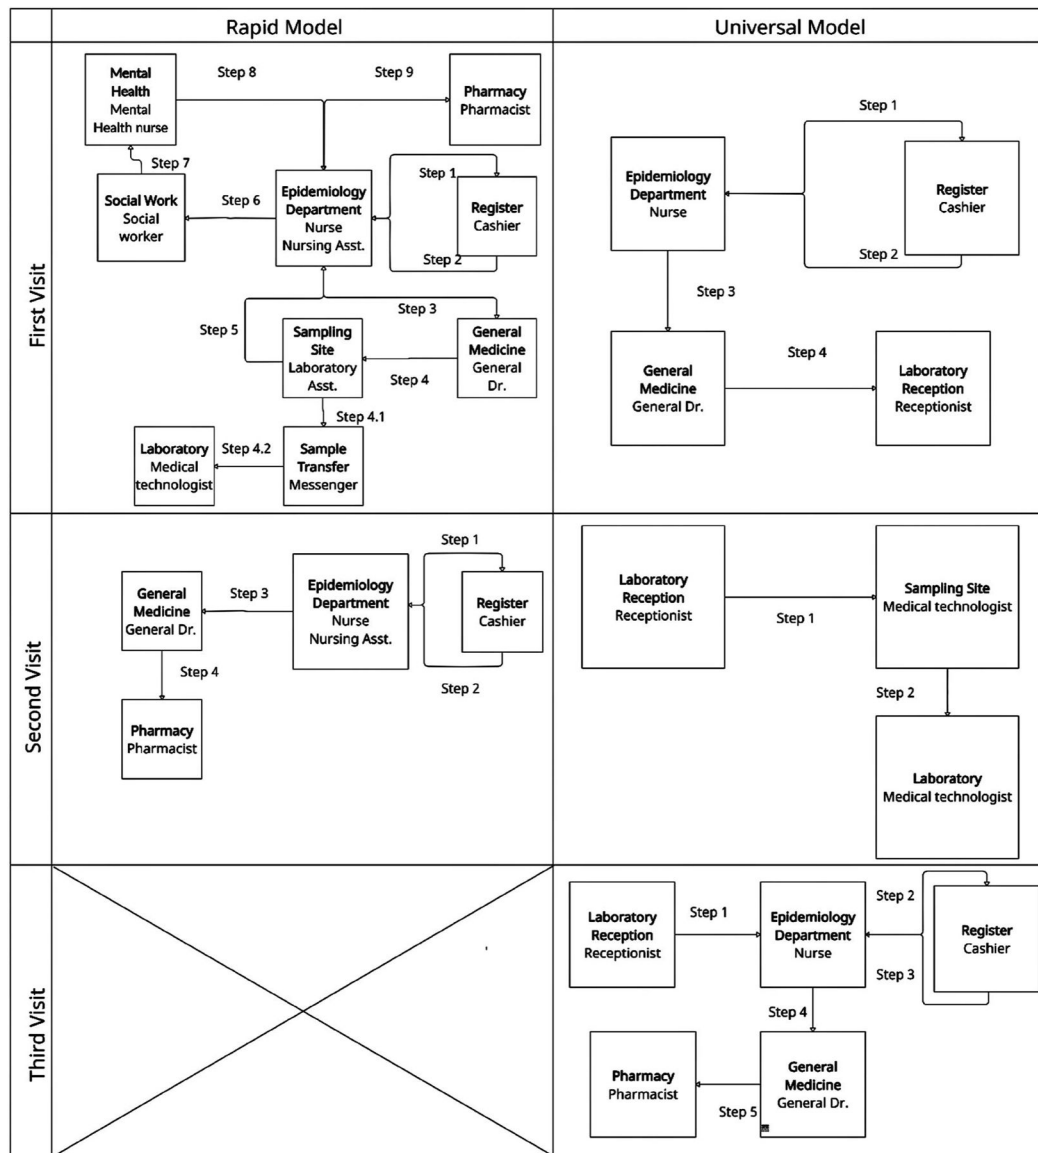 Rapid Model
Universal Model
First Visit
Mental
Health
Mental
Health nurse
Step 8
Step 9
Pharmacy
Pharmacist
Step 7
Social Work
Social
worker
Step 6
Epidemiology
Department
Nurse
Nursing Asst.
Step 1
Register
Cashier
Step 2
Step 3
Step 5
Sampling
Site
Laboratory
Asst.
Step 4
General
Medicine
General
Dr.
Step 4.1
Laboratory
Medical
technologist
Step 4.2
Sample
Transfer
Messenger
Step 1
Epidemiology
Department
Nurse
Register
Cashier
Step 2
Step 3
General
Medicine
General Dr.
Step 4
Laboratory
Reception
Receptionist
Second Visit
Step 1
General
Medicine
General Dr.
Step 3
Epidemiology
Department
Nurse
Nursing Asst.
Register
Cashier
Step 2
Step 4
Pharmacy
Pharmacist
Laboratory
Reception
Receptionist
Step 1
Sampling Site
Medical technologist
Step 2
Laboratory
Medical technologist
Third Visit
Laboratory
Reception
Receptionist
Step 1
Epidemiology
Department
Nurse
Step 2
Register
Cashier
Step 3
Step 4
Pharmacy
Pharmacist
Step 5
General
Medicine
General Dr.